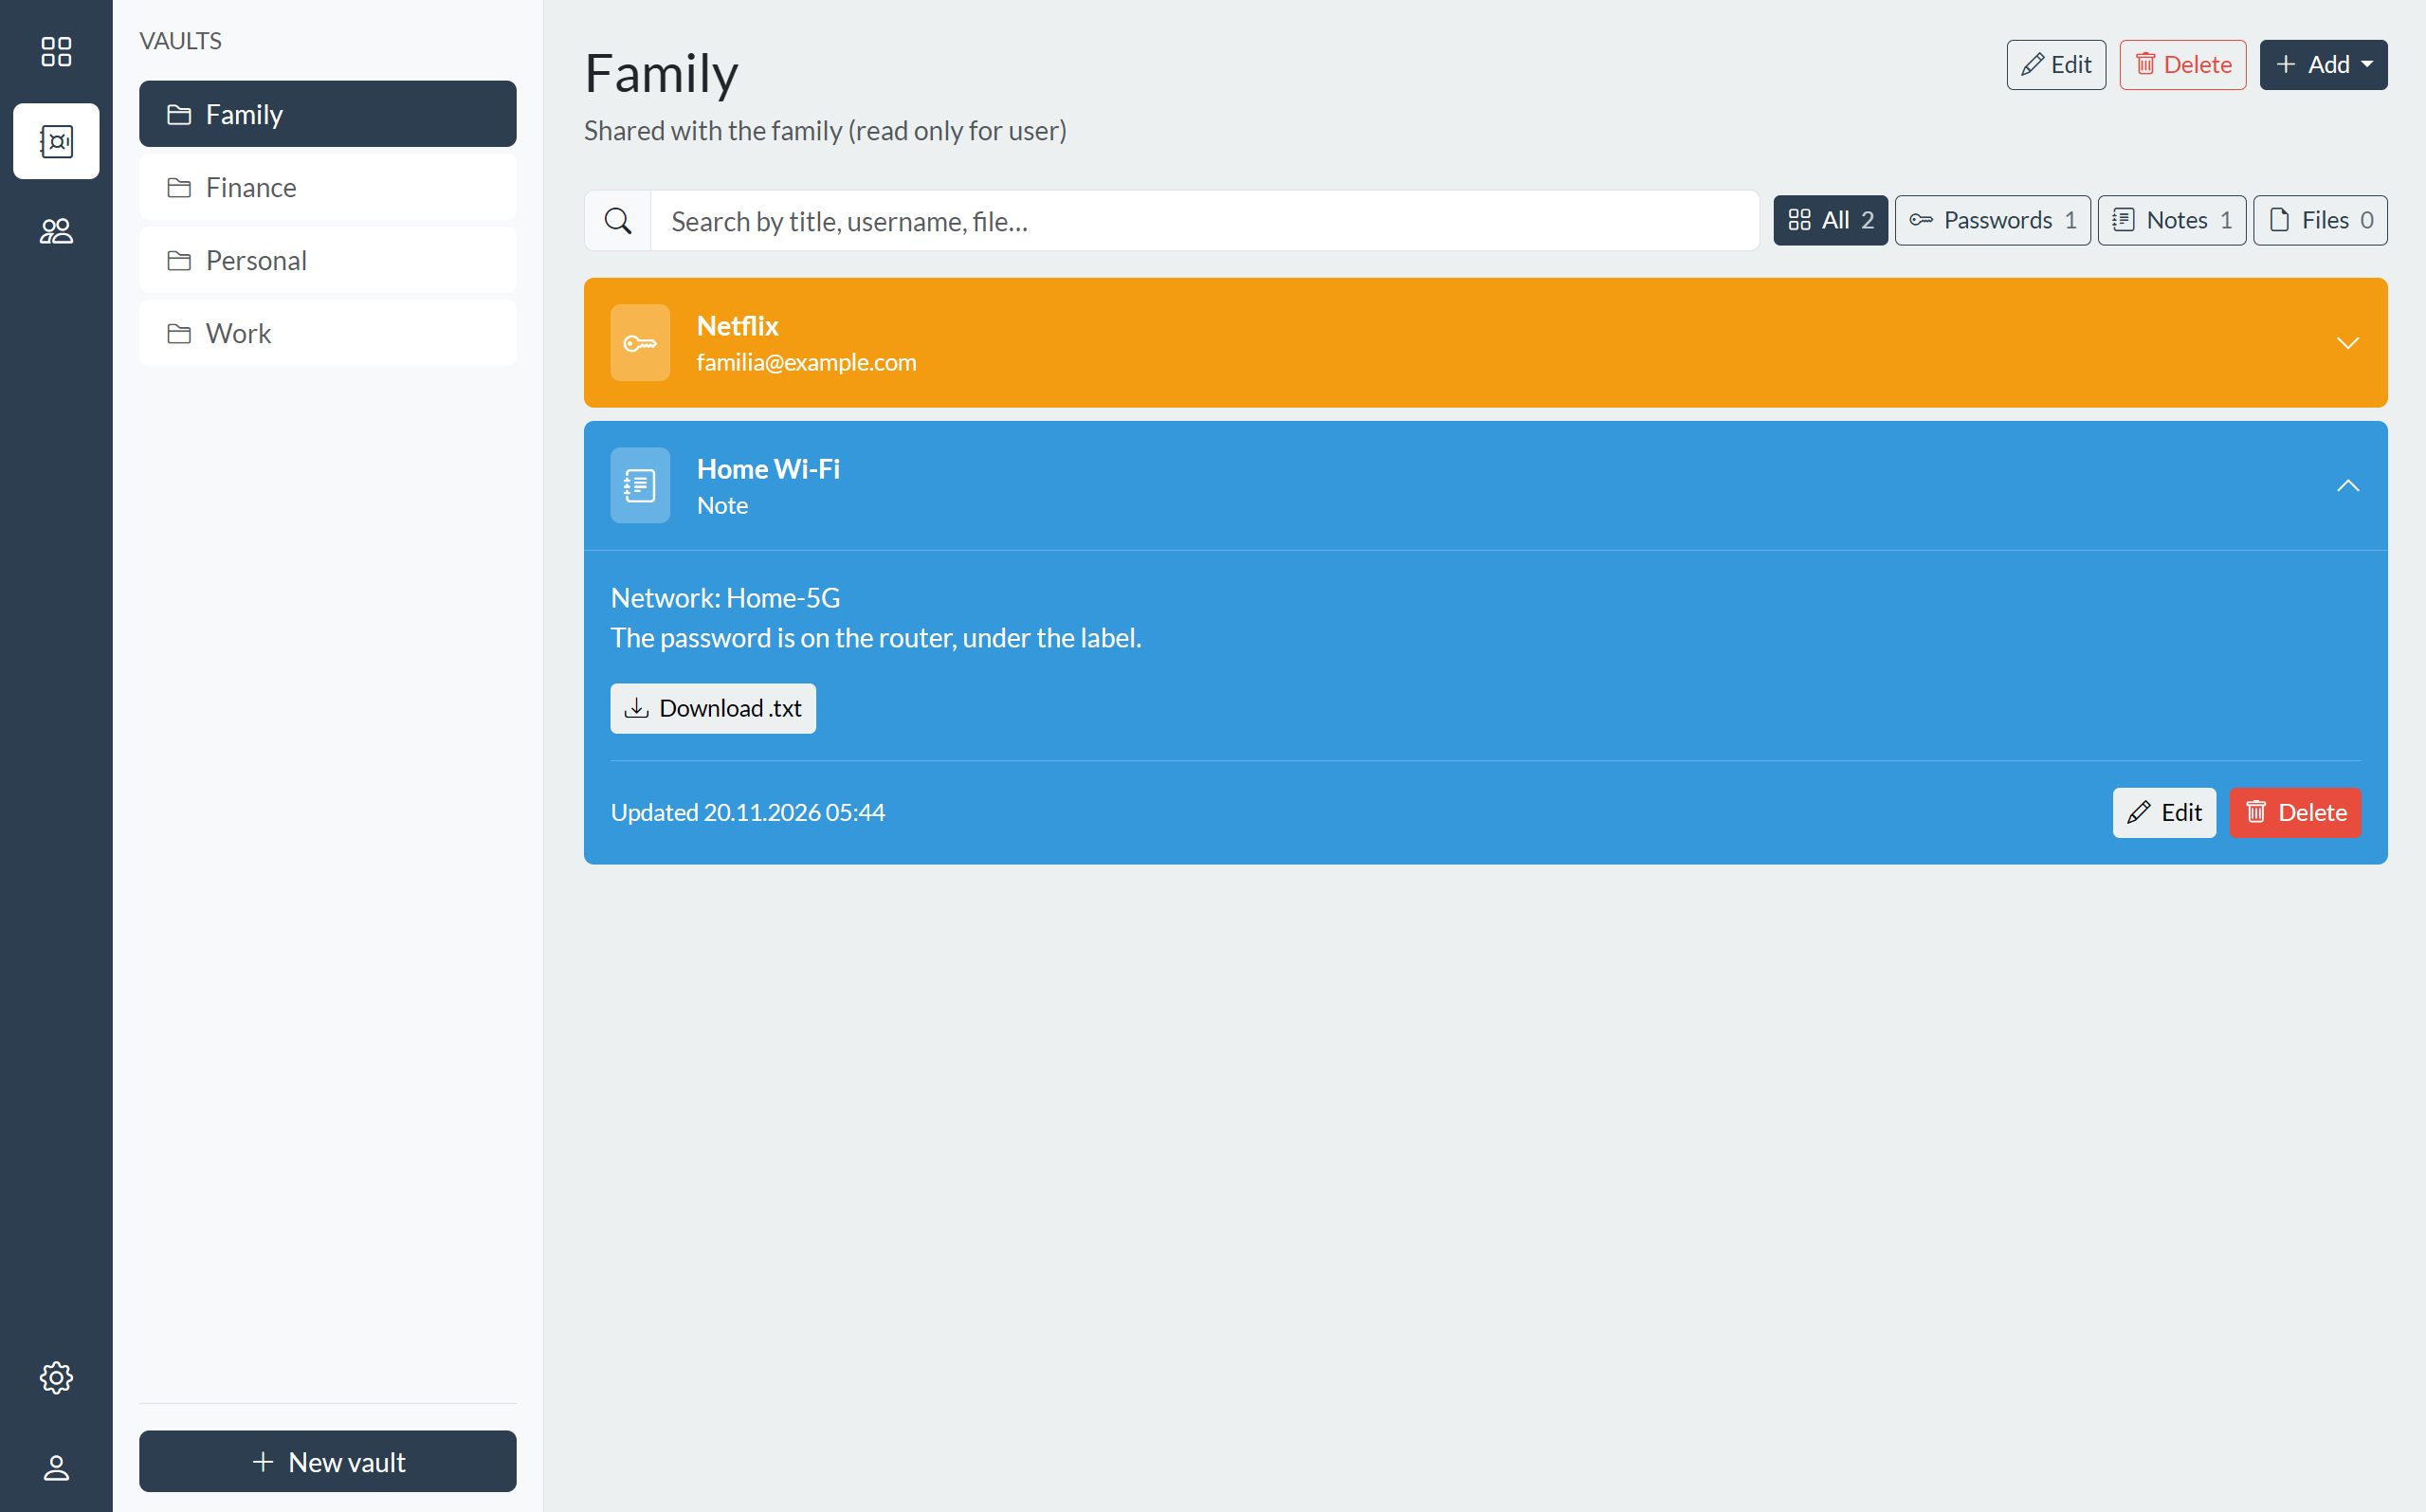 VAULTS
Family
Finance
Personal
Work
New vault
Family
Shared with the family (read only for user)
Edit
Delete
Add
Search by title, username, file...
All 2
Passwords 1
Notes 1
Files 0
Netflix
familia@example.com
Home Wi-Fi
Note
Network: Home-5G
The password is on the router, under the label.
Download .txt
Updated 20.11.2026 05:44
Edit
Delete